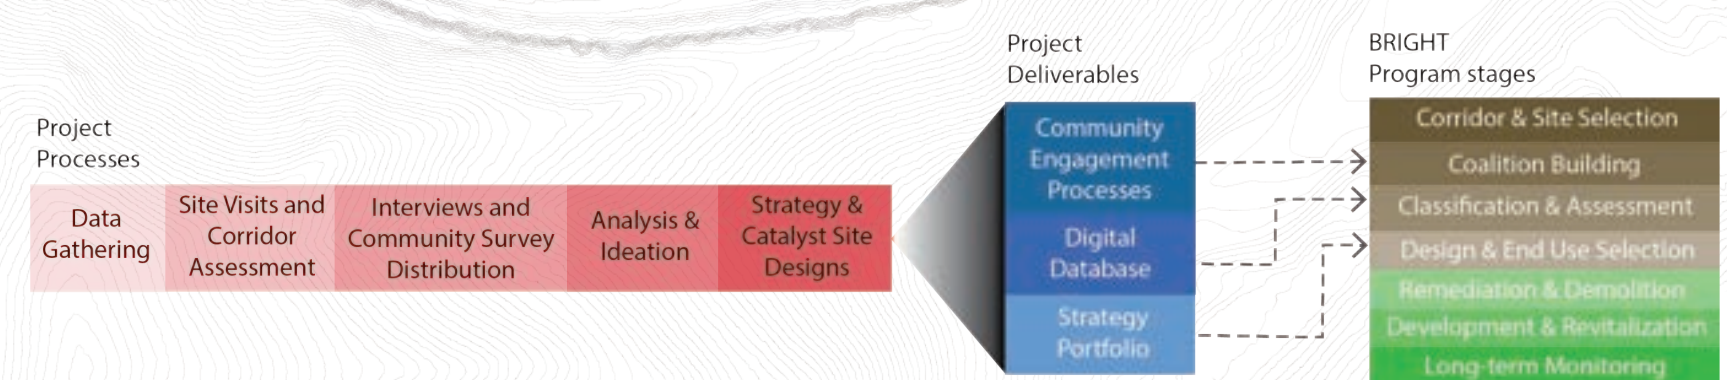 Project
Processes
Data
Gathering
Site Visits and
Corridor
Assessment
Interviews and
Community Survey
Distribution
Analysis &
Ideation
Strategy &
Catalyst Site
Designs
Project
Deliverables
Community
Engagement
Processes
Digital
Database
Strategy
Portfolio
BRIGHT
Program stages
Corridor & Site Selection
Coalition Building
Classification & Assessment
Design & End Use Selection
Remediation & Demolition
Development & Revitalization
Long-term Monitoring